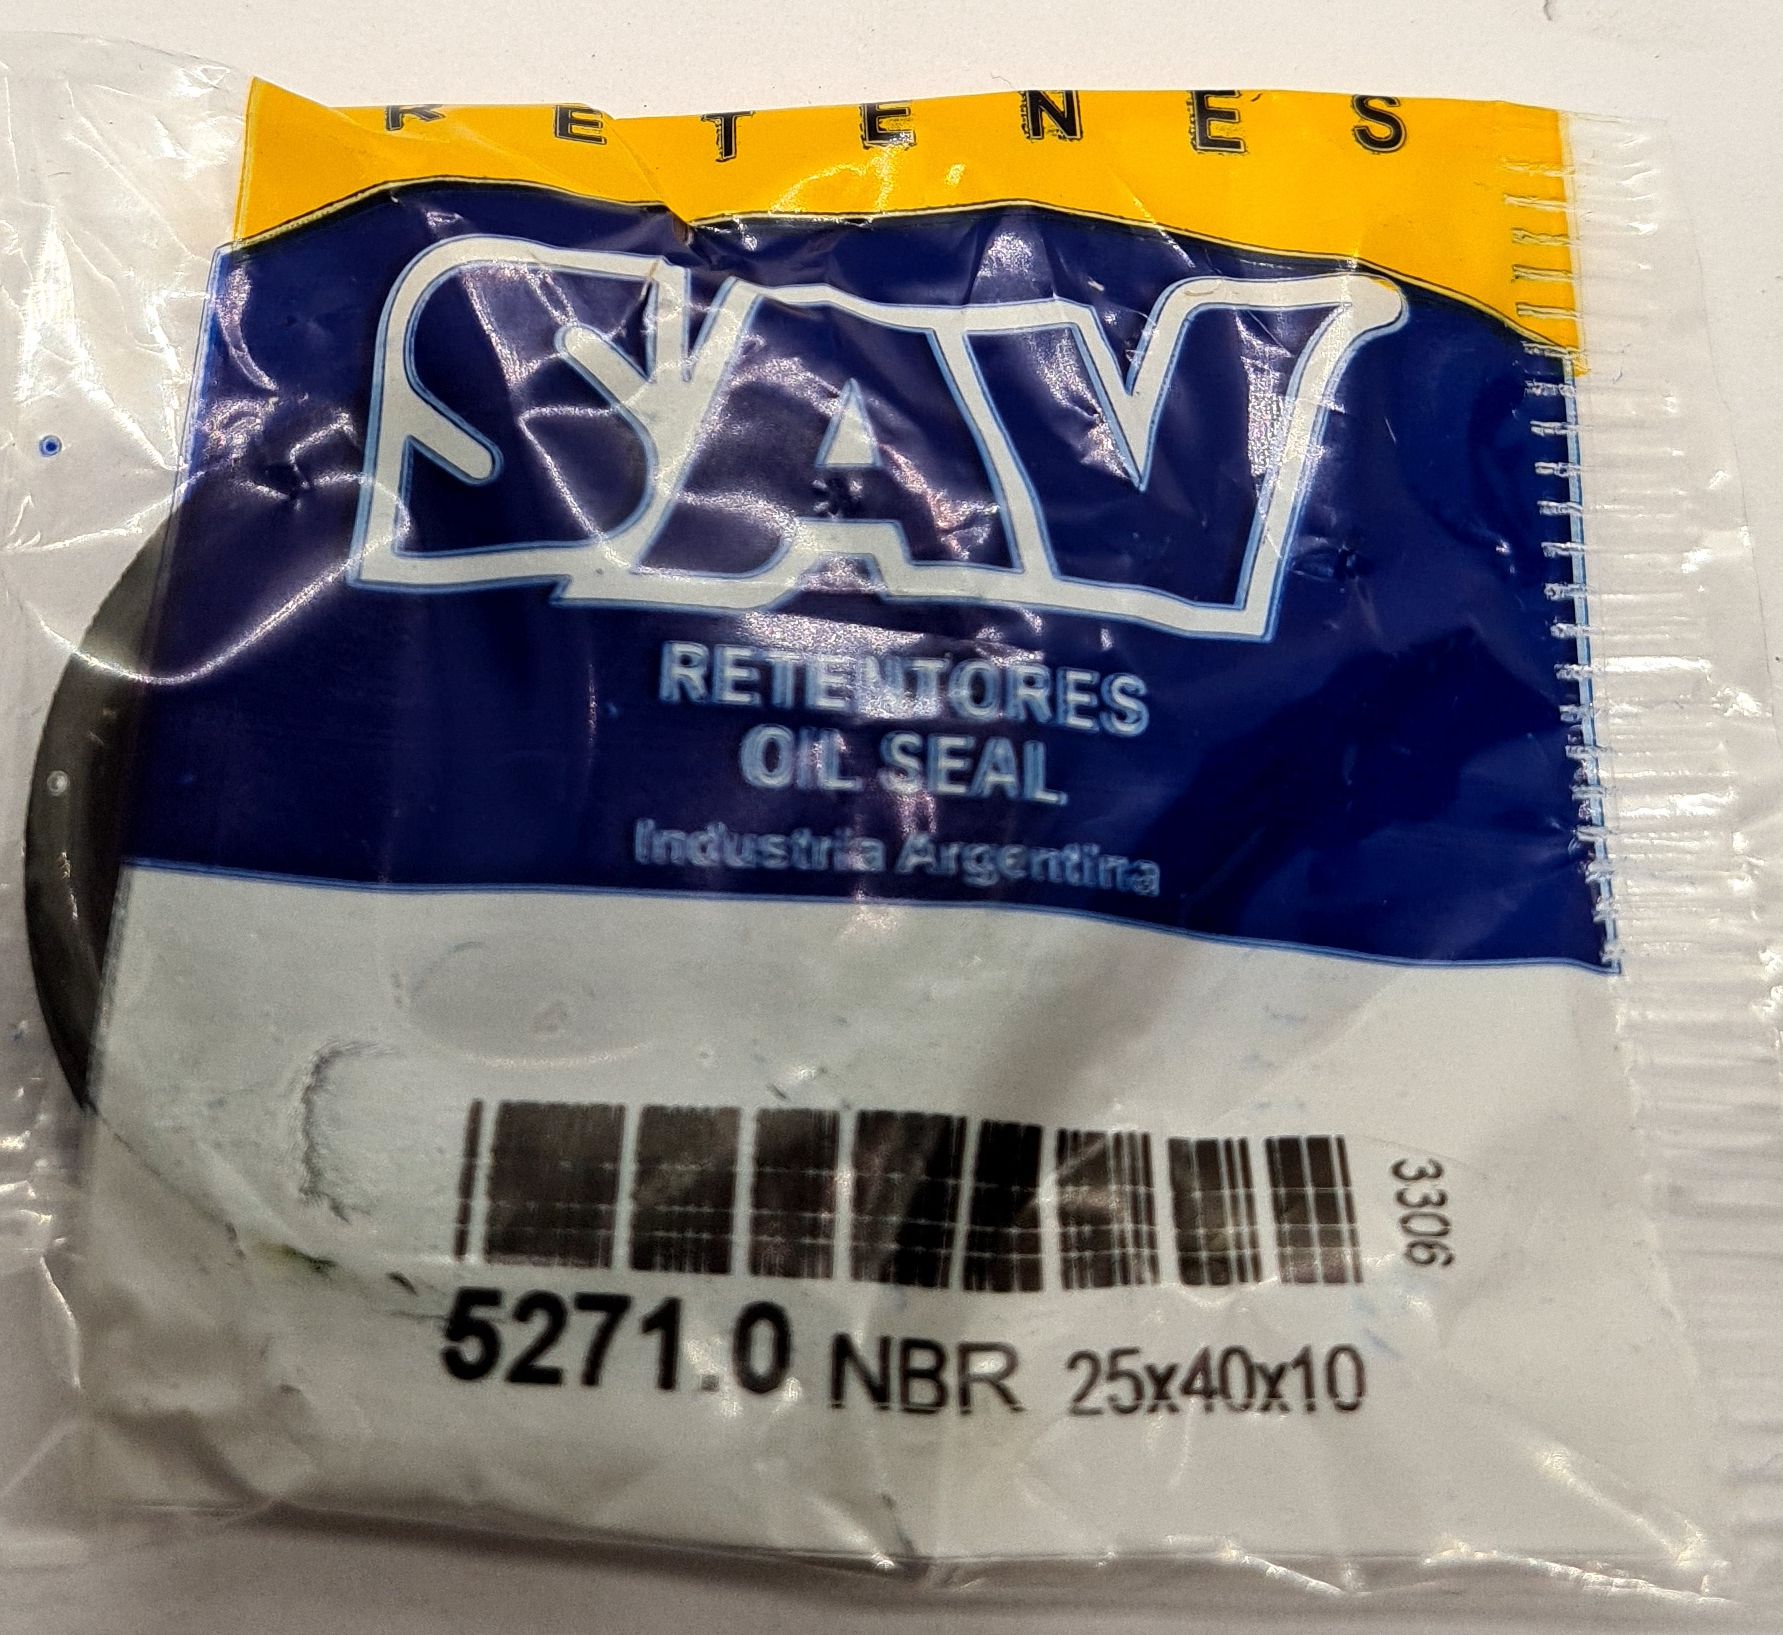 RETENES
SAV
RETENTORES
OIL SEAL
Industria Argentina
3306
5271.0 NBR 25x40x10